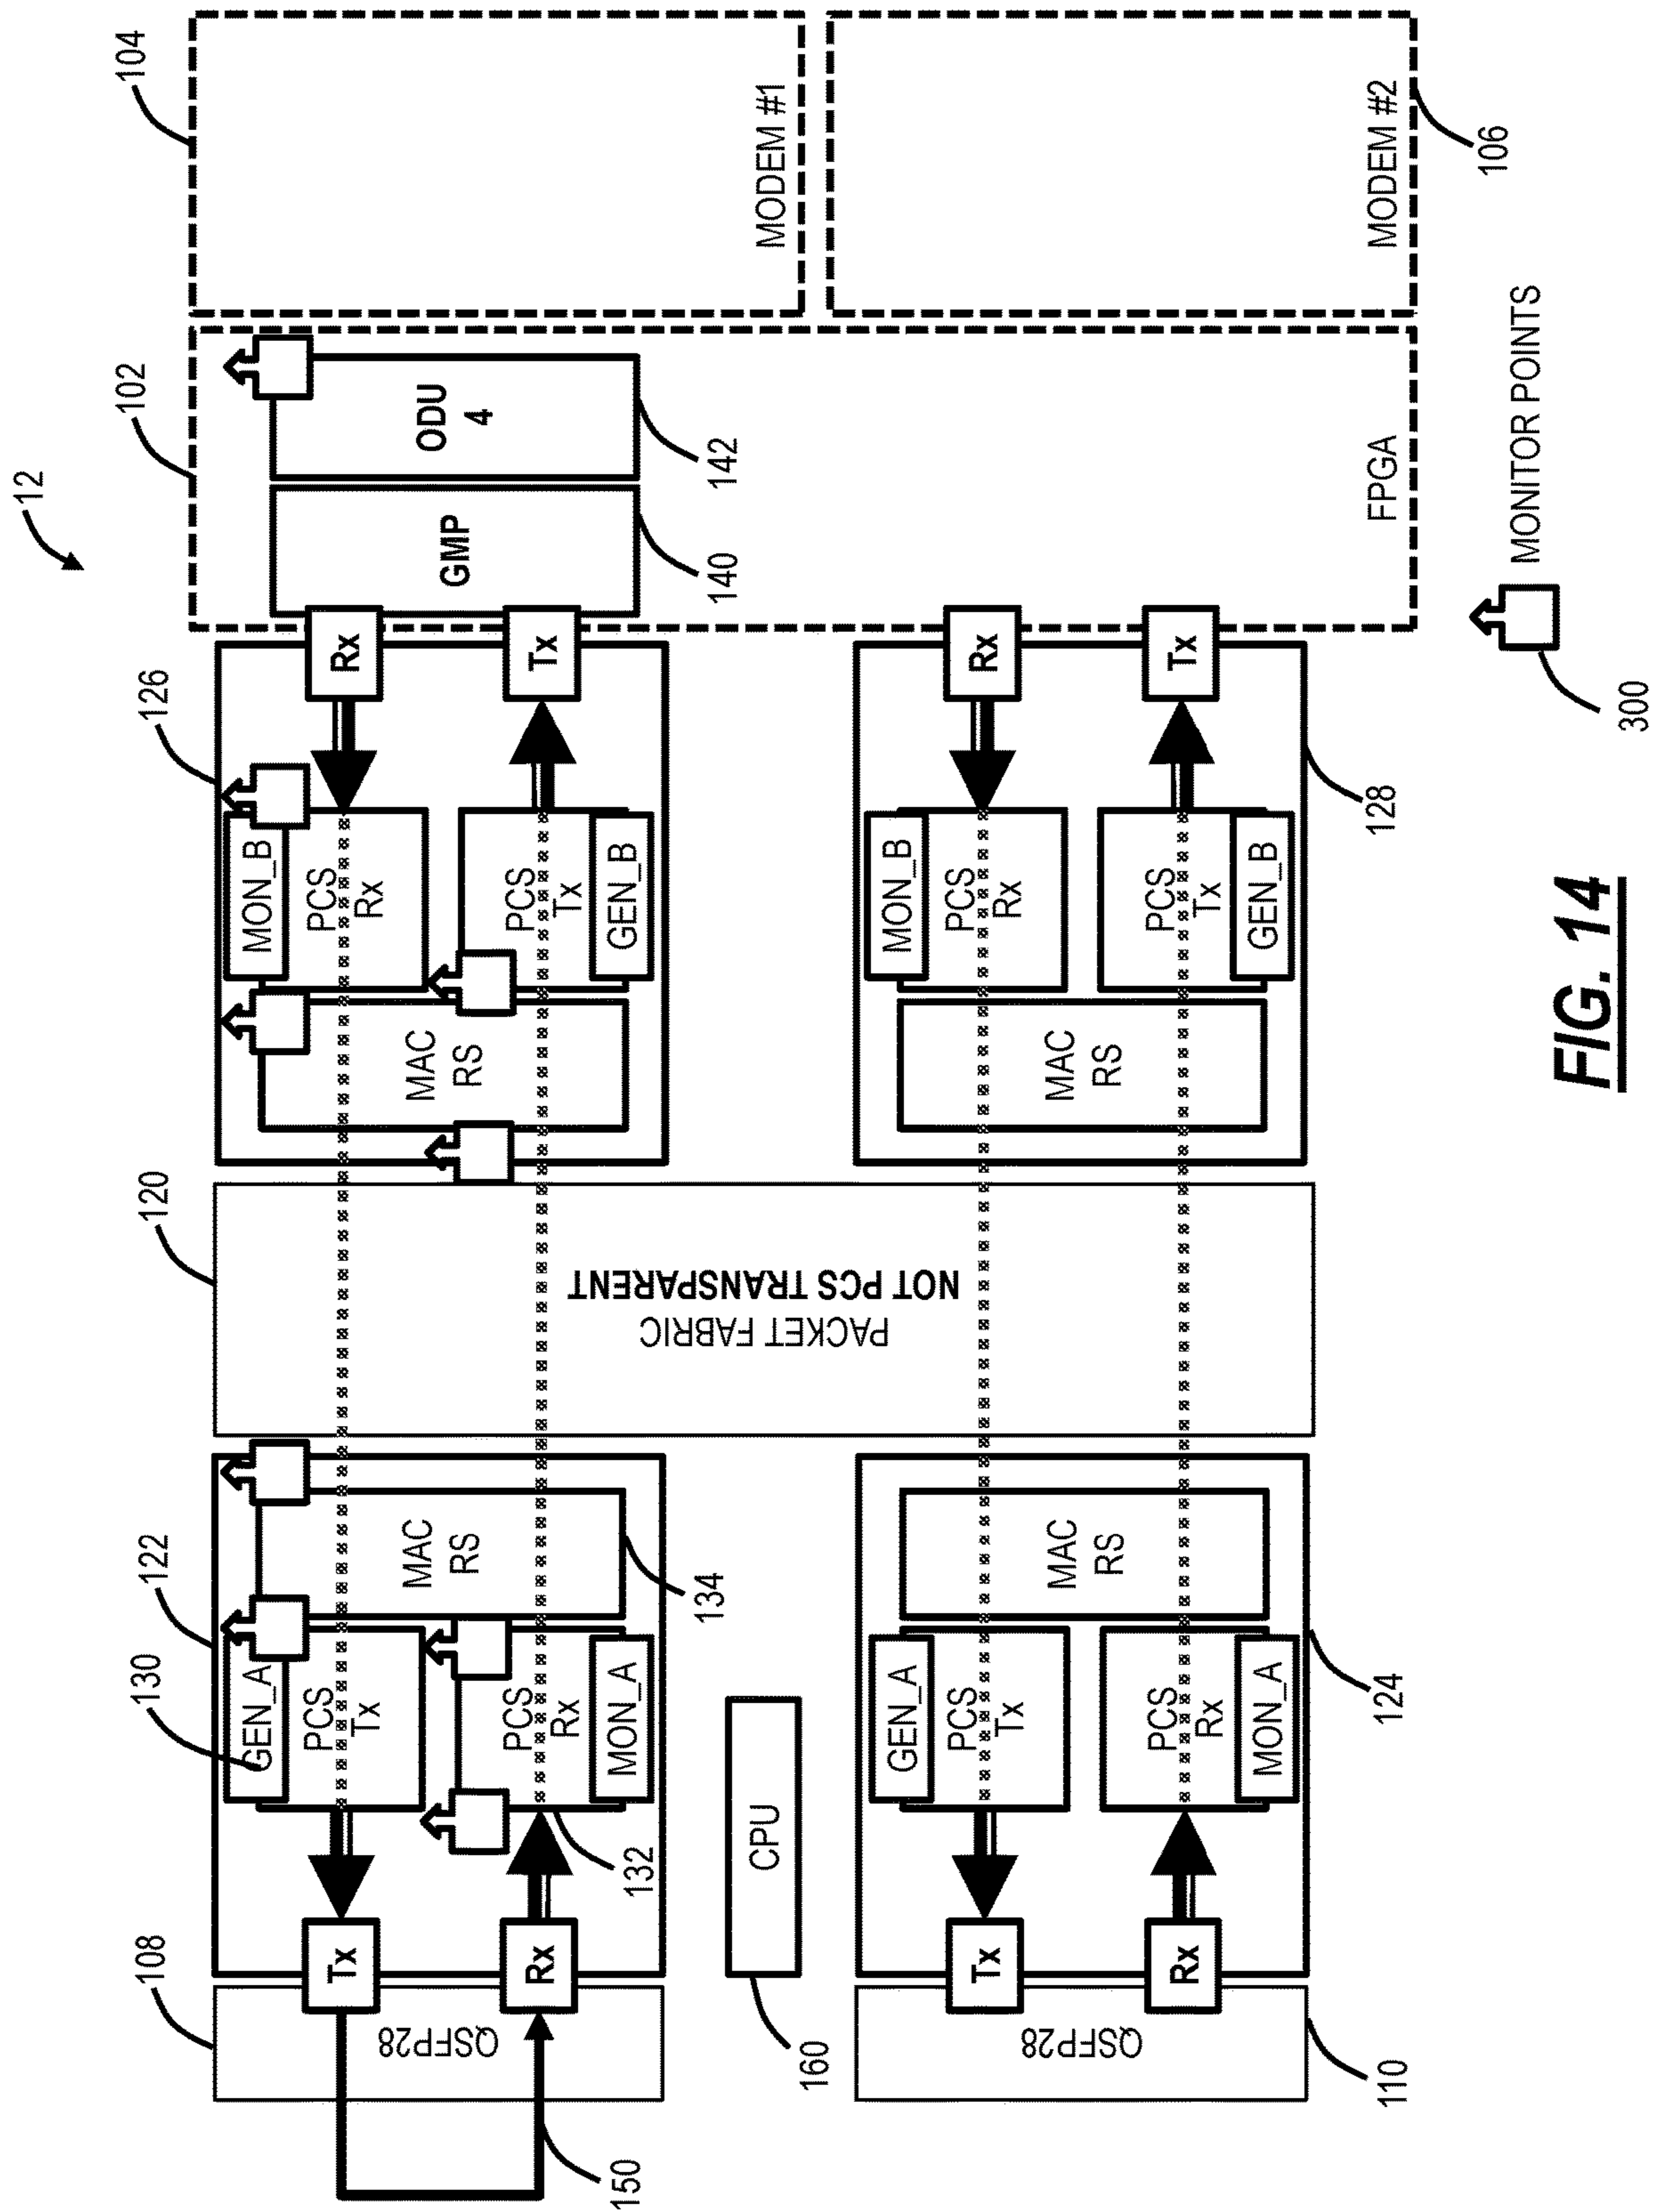 12
108
122
120
126
102
104
130
QSFP28
Tx
Rx
GEN_A
PCS
Tx
PCS
Rx
MON_A
MAC
RS
132
134
150
PACKET FABRIC
NOT PCS TRANSPARENT
MAC
RS
MON_B
PCS
Rx
PCS
Tx
GEN_B
Rx
Tx
GMP
140
ODU
4
142
MODEM #1
160
CPU
QSFP28
110
Tx
Rx
GEN_A
PCS
Tx
PCS
Rx
MON_A
MAC
RS
124
MAC
RS
MON_B
PCS
Rx
PCS
Tx
GEN_B
128
Rx
Tx
FPGA
MODEM #2
106
300
MONITOR POINTS
FIG. 14